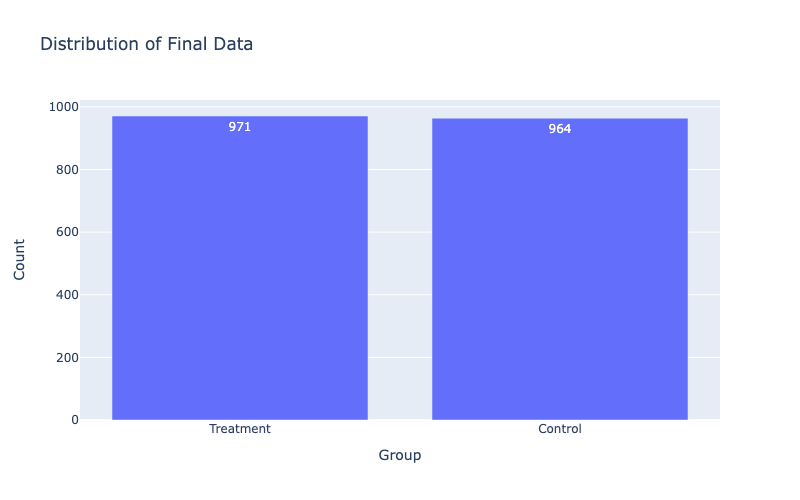 Distribution of Final Data
1000
800
600
400
200
0
Count
971
964
Treatment
Control
Group